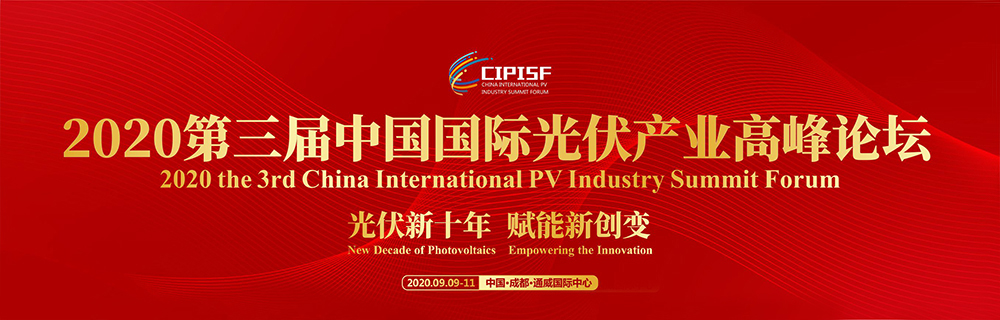 CIPISF
CHINA INTERNATIONAL PV
INDUSTRY SUMMIT FORUM
2020第三届中国国际光伏产业高峰论坛
2020 the 3rd China International PV Industry Summit Forum
光伏新十年 赋能新创变
New Decade of Photovoltaics Empowering the Innovation
2020.09.09-11 中国·成都·通威国际中心